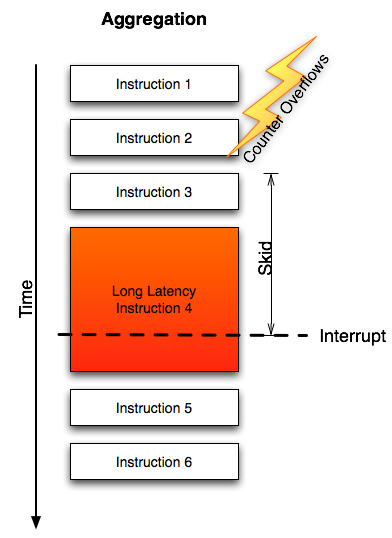 Aggregation
Instruction 1
Instruction 2
Counter Overflows
Instruction 3
Skid
Long Latency
Instruction 4
Time
Interrupt
Instruction 5
Instruction 6